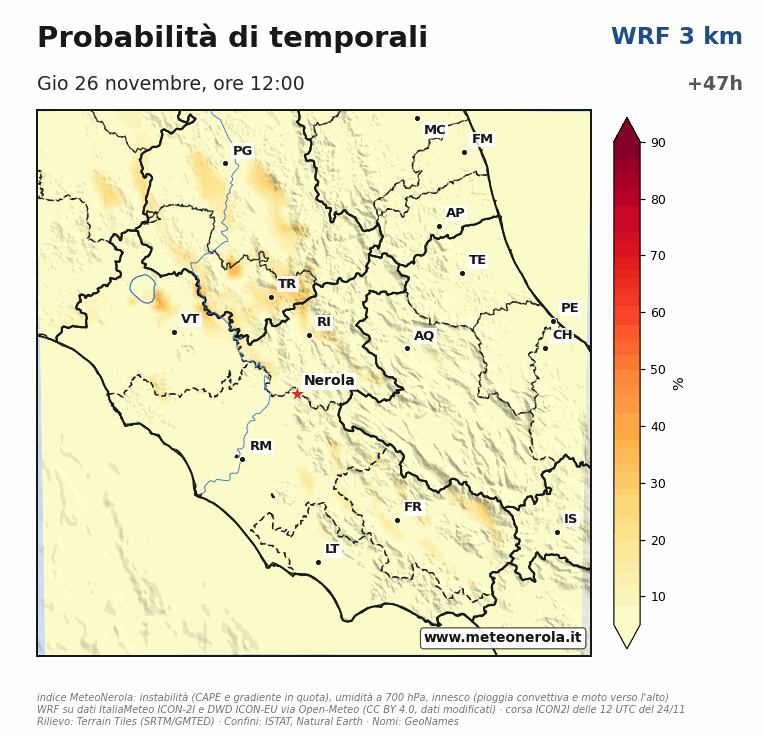 Probabilità di temporali
WRF 3 km
Gio 26 novembre, ore 12:00
+47h
MC
FM
PG
AP
TE
TR
PE
VT
RI
AQ
CH
Nerola
RM
FR
IS
LT
www.meteonerola.it
90
80
70
60
50
40
30
20
10
%
indice MeteoNerola: instabilità (CAPE e gradiente in quota), umidità a 700 hPa, innesco (pioggia convettiva e moto verso l'alto)
WRF su dati ItaliaMeteo ICON-2I e DWD ICON-EU via Open-Meteo (CC BY 4.0, dati modificati) · corsa ICON2I delle 12 UTC del 24/11
Rilievo: Terrain Tiles (SRTM/GMTED) · Confini: ISTAT, Natural Earth · Nomi: GeoNames